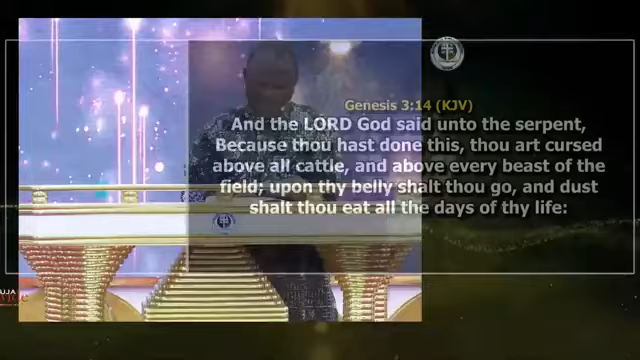 Genesis 3:14 (KJV)
And the LORD God said unto the serpent,
Because thou hast done this, thou art cursed
above all cattle, and above every beast of the
field; upon thy belly shalt thou go, and dust
shalt thou eat all the days of thy life:
UJA